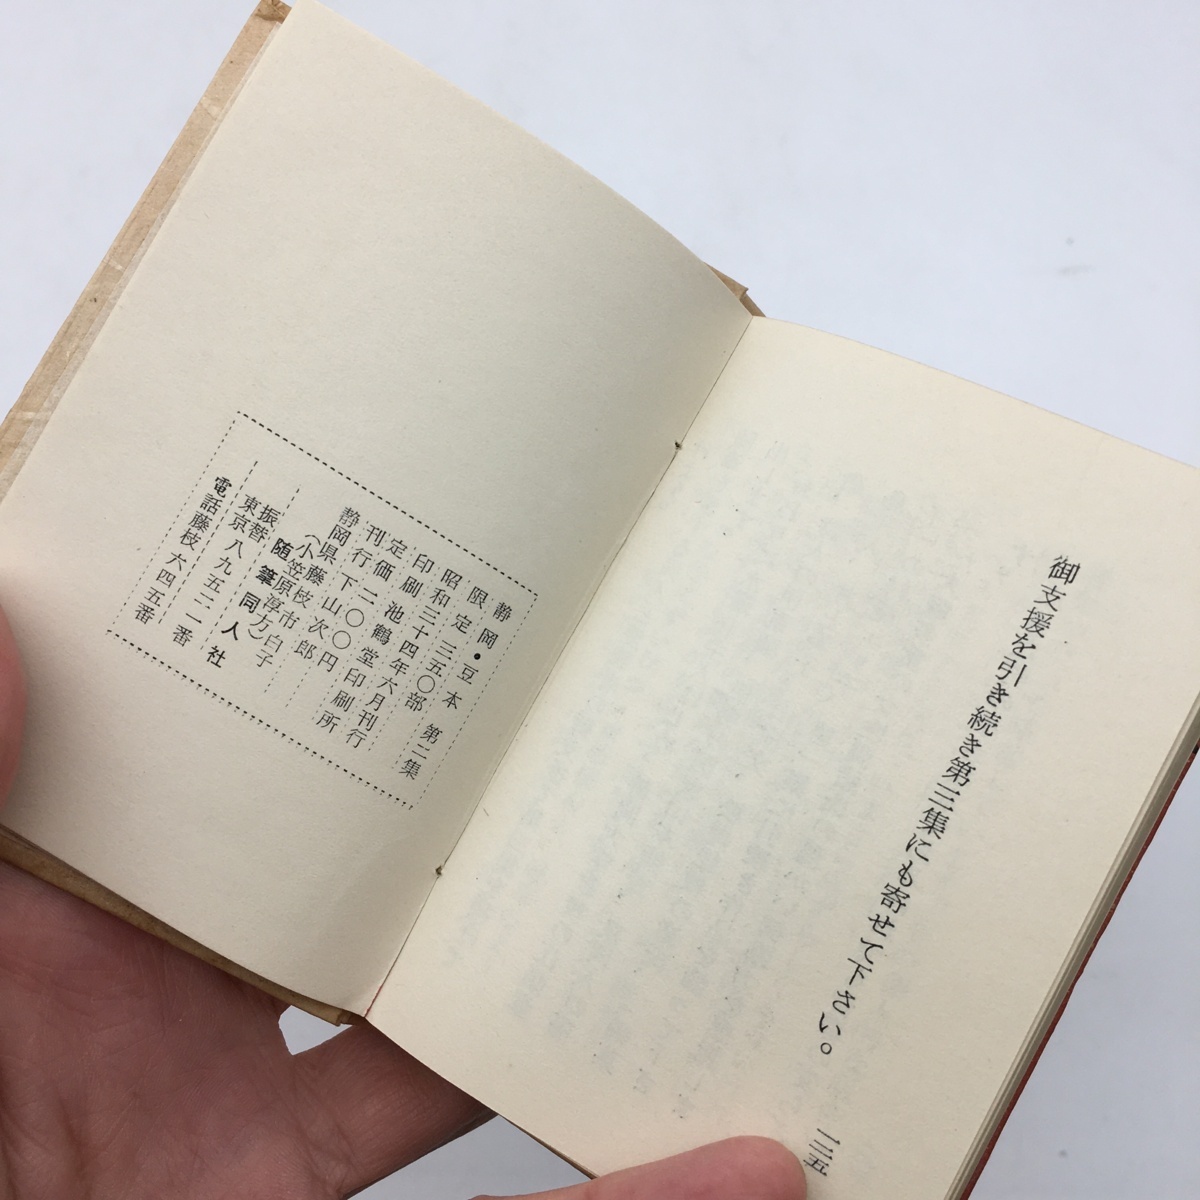 御支援を引き続き第三集にも寄せて下さい。
一三五
静岡・豆本　第二集
限定　三五〇部
昭和三十四年六月刊行
印刷　池鶴堂印刷所
定価　二〇〇円
刊行　下山次郎
静岡県藤枝市白子
（小笠原淳方）
随筆同人社
振替
東京八九五二一番
電話藤枝六四五番